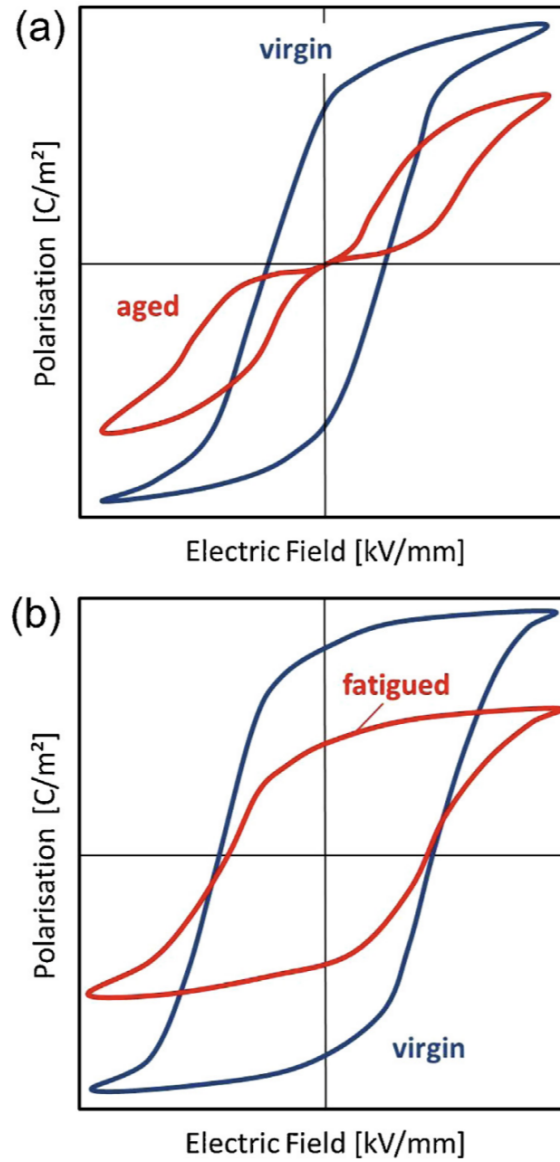 (a)
virgin
aged
Polarisation [C/m²]
Electric Field [kV/mm]
(b)
fatigued
virgin
Polarisation [C/m²]
Electric Field [kV/mm]